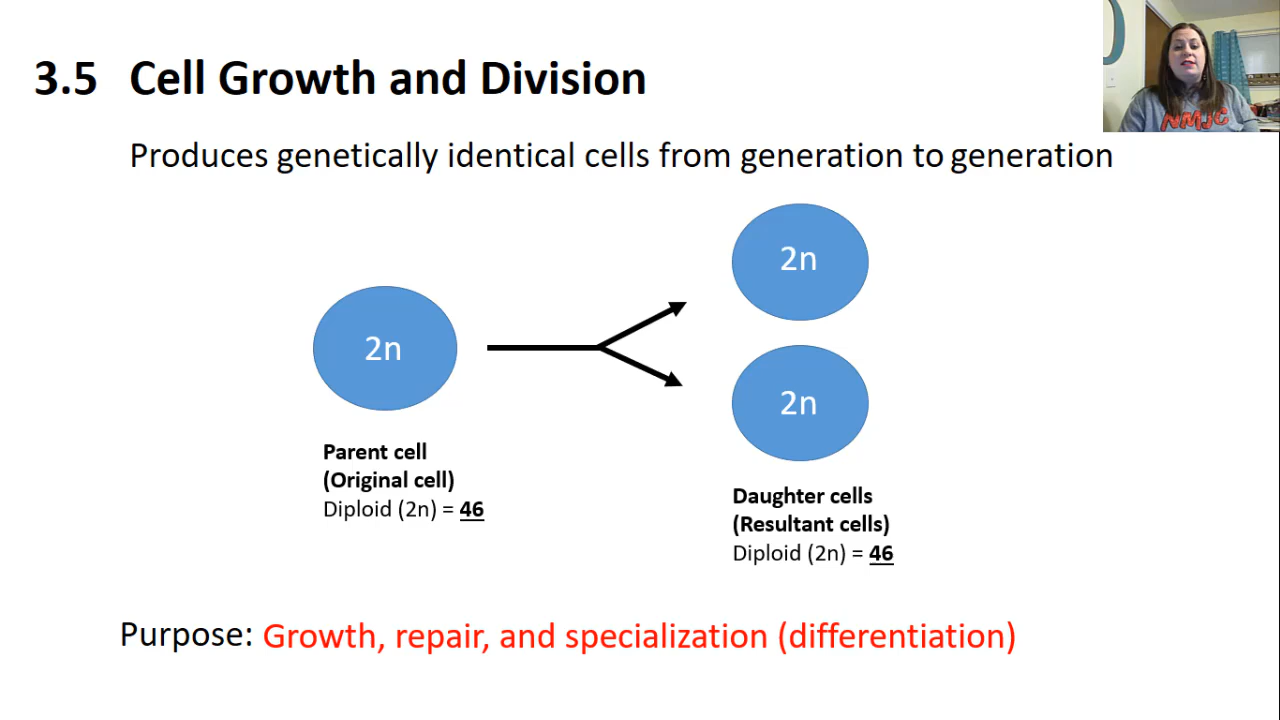 3.5 Cell Growth and Division
Produces genetically identical cells from generation to generation
2n
2n
2n
Parent cell
(Original cell)
Diploid (2n) = 46
Daughter cells
(Resultant cells)
Diploid (2n) = 46
Purpose: Growth, repair, and specialization (differentiation)
NMJC